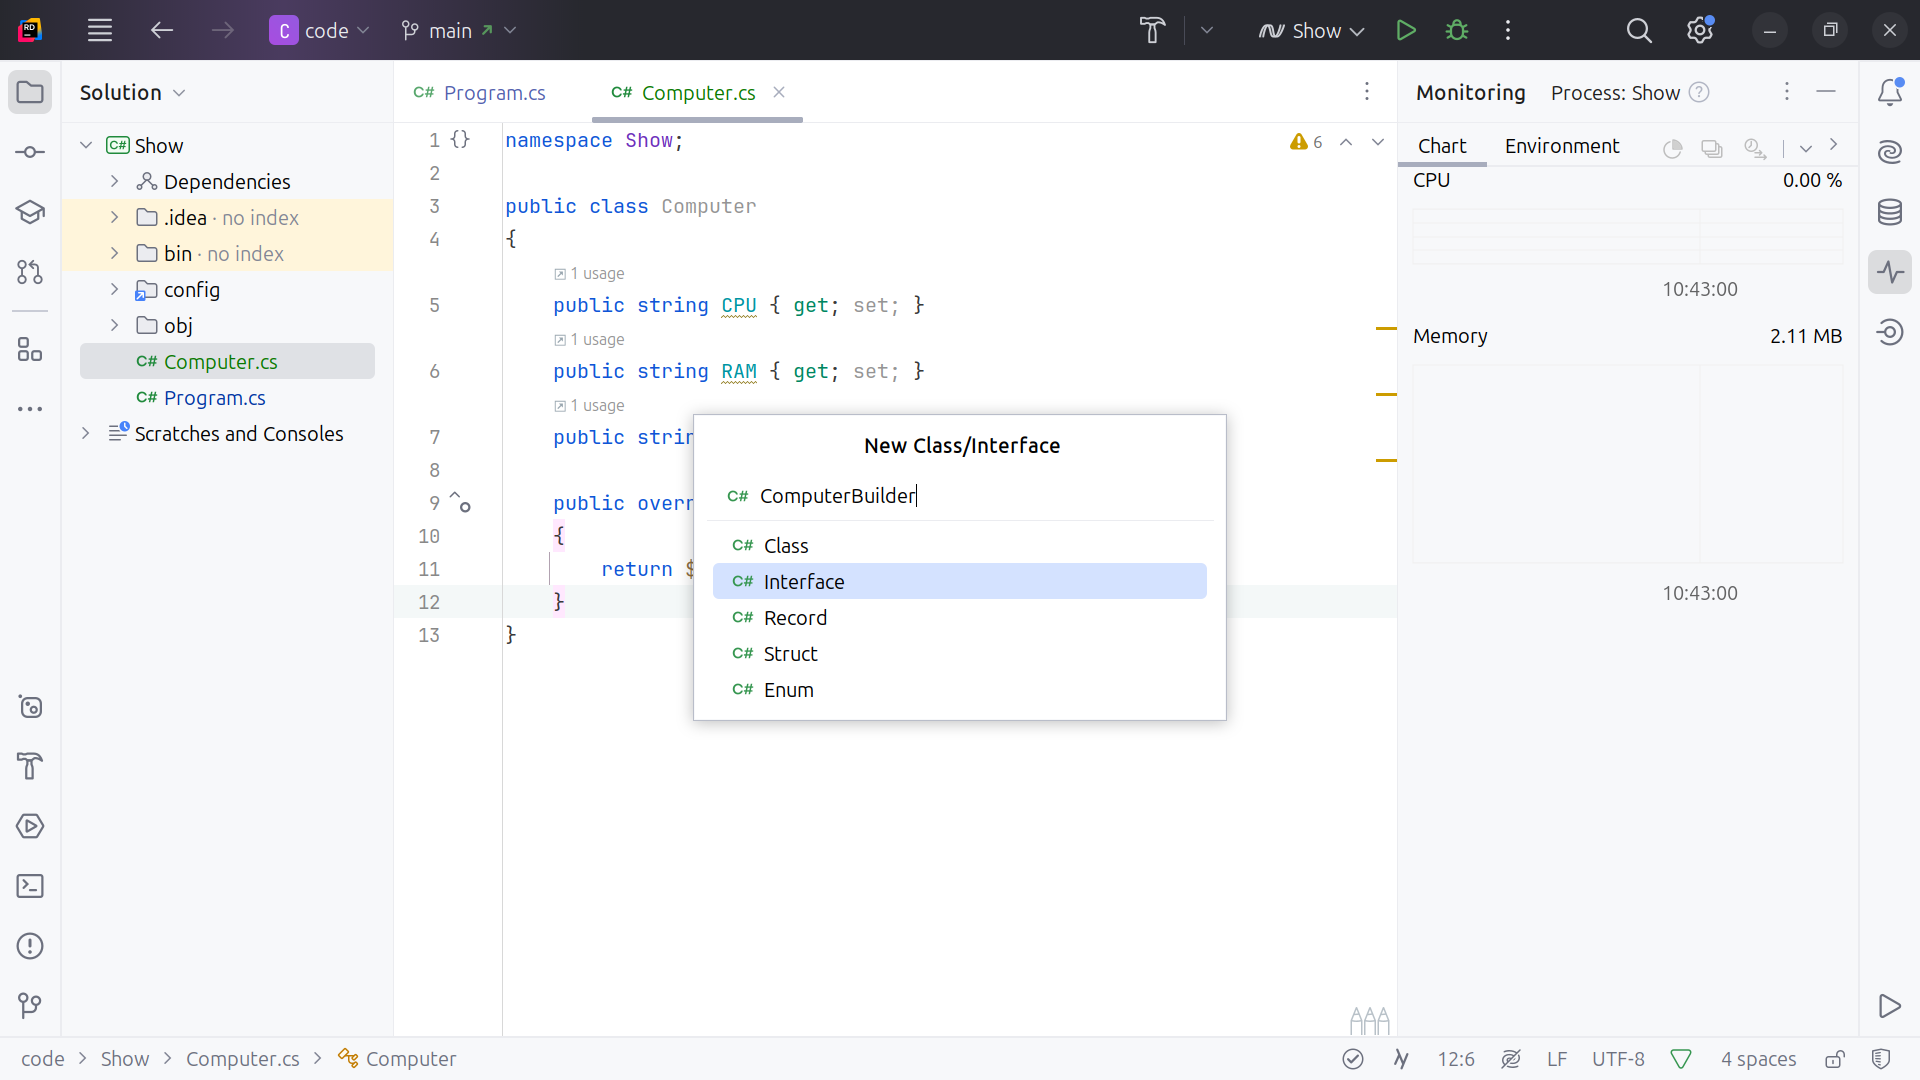 RD
C code main Show
Solution
Program.cs Computer.cs
Monitoring Process: Show
Show
Dependencies
.idea · no index
bin · no index
config
obj
Computer.cs
Program.cs
Scratches and Consoles
1 {} namespace Show;
6
2
3 public class Computer
4 {
1 usage
5 public string CPU { get; set; }
1 usage
6 public string RAM { get; set; }
1 usage
7 public strin
8
9 public overr
10 {
11 return $
12 }
13 }
New Class/Interface
C# ComputerBuilder
C# Class
C# Interface
C# Record
C# Struct
C# Enum
Chart Environment
CPU 0.00 %
10:43:00
Memory 2.11 MB
10:43:00
code > Show > Computer.cs > Computer
12:6 LF UTF-8 4 spaces